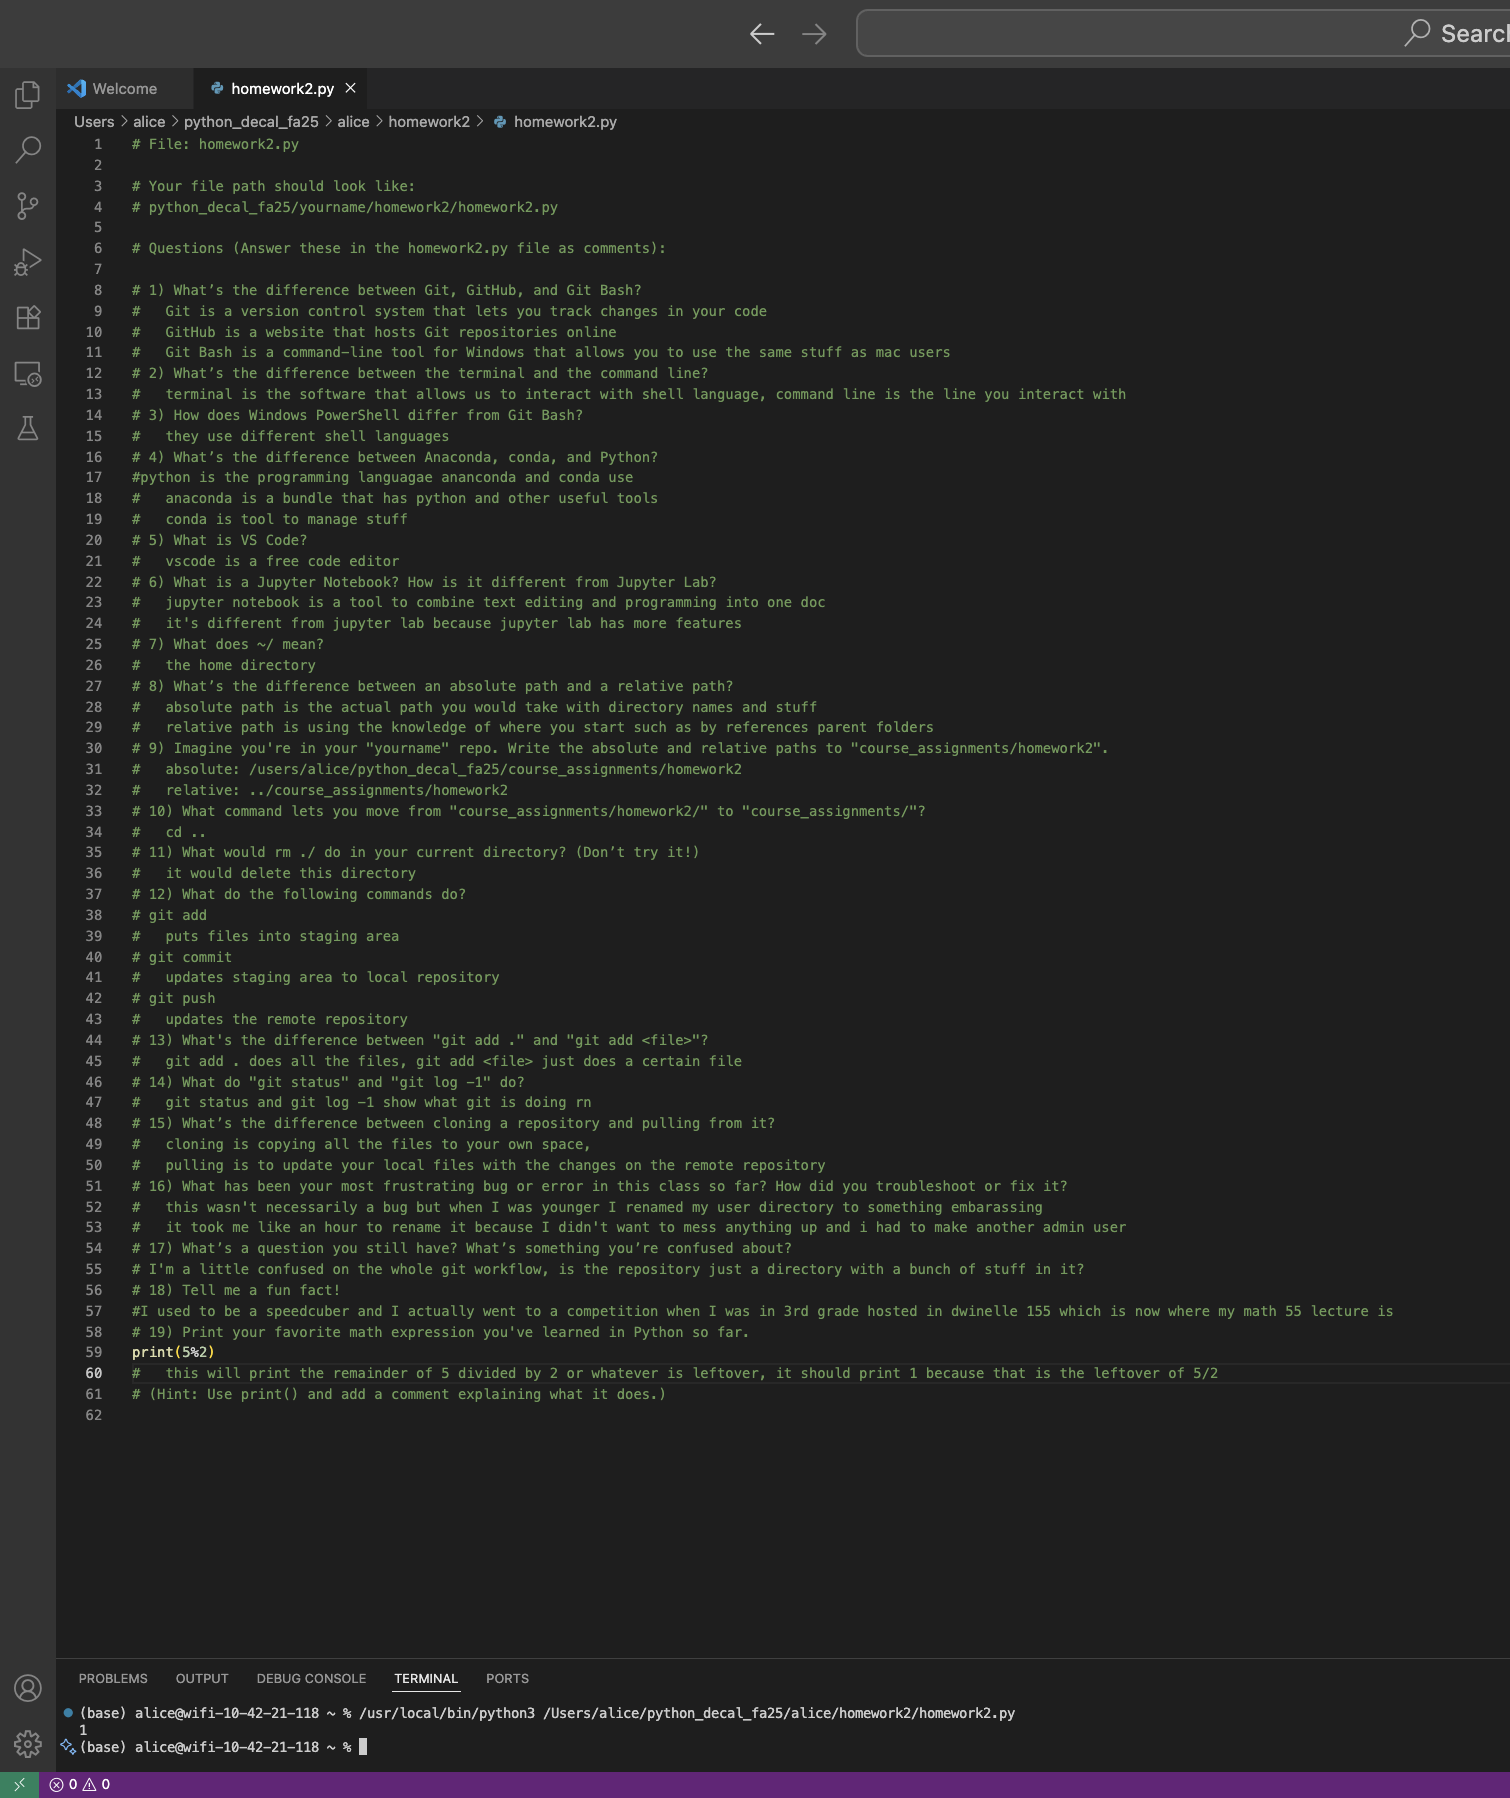 Search
Welcome
homework2.py
Users > alice > python_decal_fa25 > alice > homework2 > homework2.py
1 # File: homework2.py
2
3 # Your file path should look like:
4 # python_decal_fa25/yourname/homework2/homework2.py
5
6 # Questions (Answer these in the homework2.py file as comments):
7
8 # 1) What’s the difference between Git, GitHub, and Git Bash?
9 #   Git is a version control system that lets you track changes in your code
10 #   GitHub is a website that hosts Git repositories online
11 #   Git Bash is a command-line tool for Windows that allows you to use the same stuff as mac users
12 # 2) What’s the difference between the terminal and the command line?
13 #   terminal is the software that allows us to interact with shell language, command line is the line you interact with
14 # 3) How does Windows PowerShell differ from Git Bash?
15 #   they use different shell languages
16 # 4) What’s the difference between Anaconda, conda, and Python?
17 #python is the programming languagae ananconda and conda use
18 #   anaconda is a bundle that has python and other useful tools
19 #   conda is tool to manage stuff
20 # 5) What is VS Code?
21 #   vscode is a free code editor
22 # 6) What is a Jupyter Notebook? How is it different from Jupyter Lab?
23 #   jupyter notebook is a tool to combine text editing and programming into one doc
24 #   it's different from jupyter lab because jupyter lab has more features
25 # 7) What does ~/ mean?
26 #   the home directory
27 # 8) What’s the difference between an absolute path and a relative path?
28 #   absolute path is the actual path you would take with directory names and stuff
29 #   relative path is using the knowledge of where you start such as by references parent folders
30 # 9) Imagine you're in your "yourname" repo. Write the absolute and relative paths to "course_assignments/homework2".
31 #   absolute: /users/alice/python_decal_fa25/course_assignments/homework2
32 #   relative: ../course_assignments/homework2
33 # 10) What command lets you move from "course_assignments/homework2/" to "course_assignments/"?
34 #   cd ..
35 # 11) What would rm ./ do in your current directory? (Don’t try it!)
36 #   it would delete this directory
37 # 12) What do the following commands do?
38 # git add
39 #   puts files into staging area
40 # git commit
41 #   updates staging area to local repository
42 # git push
43 #   updates the remote repository
44 # 13) What's the difference between "git add ." and "git add <file>"?
45 #   git add . does all the files, git add <file> just does a certain file
46 # 14) What do "git status" and "git log -1" do?
47 #   git status and git log -1 show what git is doing rn
48 # 15) What’s the difference between cloning a repository and pulling from it?
49 #   cloning is copying all the files to your own space,
50 #   pulling is to update your local files with the changes on the remote repository
51 # 16) What has been your most frustrating bug or error in this class so far? How did you troubleshoot or fix it?
52 #   this wasn't necessarily a bug but when I was younger I renamed my user directory to something embarassing
53 #   it took me like an hour to rename it because I didn't want to mess anything up and i had to make another admin user
54 # 17) What’s a question you still have? What’s something you’re confused about?
55 # I'm a little confused on the whole git workflow, is the repository just a directory with a bunch of stuff in it?
56 # 18) Tell me a fun fact!
57 #I used to be a speedcuber and I actually went to a competition when I was in 3rd grade hosted in dwinelle 155 which is now where my math 55 lecture is
58 # 19) Print your favorite math expression you've learned in Python so far.
59 print(5%2)
60 #   this will print the remainder of 5 divided by 2 or whatever is leftover, it should print 1 because that is the leftover of 5/2
61 # (Hint: Use print() and add a comment explaining what it does.)
62
PROBLEMS OUTPUT DEBUG CONSOLE TERMINAL PORTS
(base) alice@wifi-10-42-21-118 ~ % /usr/local/bin/python3 /Users/alice/python_decal_fa25/alice/homework2/homework2.py
1
(base) alice@wifi-10-42-21-118 ~ %
0 0